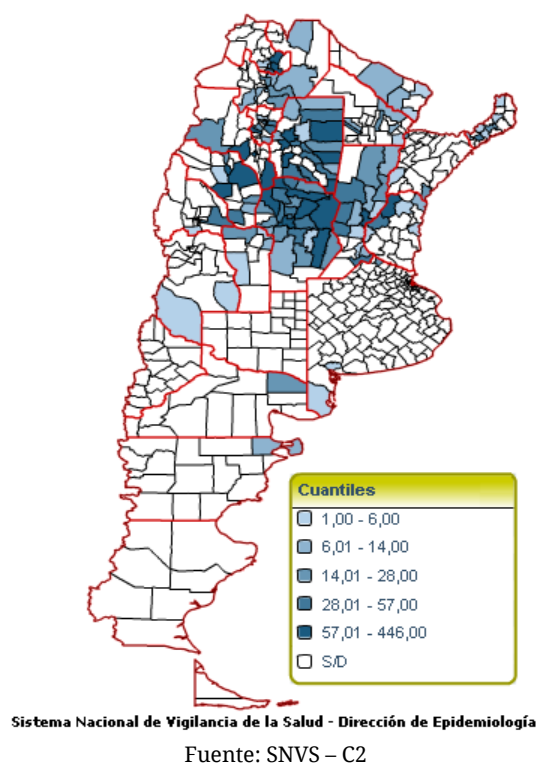 Cuantiles
1,00 - 6,00
6,01 - 14,00
14,01 - 28,00
28,01 - 57,00
57,01 - 446,00
S/D
Sistema Nacional de Vigilancia de la Salud - Dirección de Epidemiología
Fuente: SNVS – C2